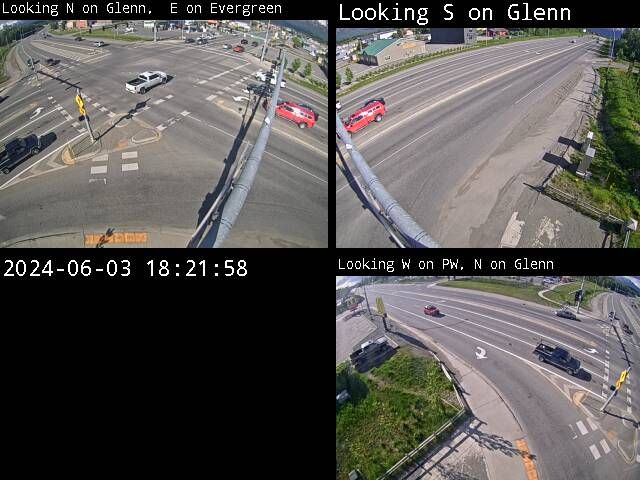 Looking N on Glenn,  E on Evergreen
Looking S on Glenn
2024-06-03 18:21:58
Looking W on PW, N on Glenn